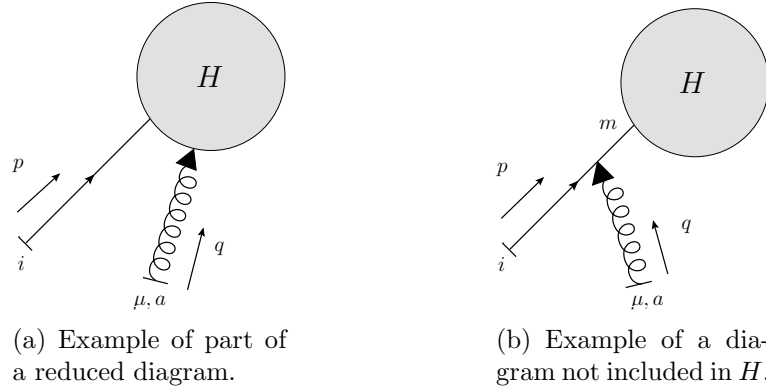 H
p
q
i
μ, a
(a) Example of part of
a reduced diagram.
H
m
p
q
i
μ, a
(b) Example of a dia-
gram not included in H.